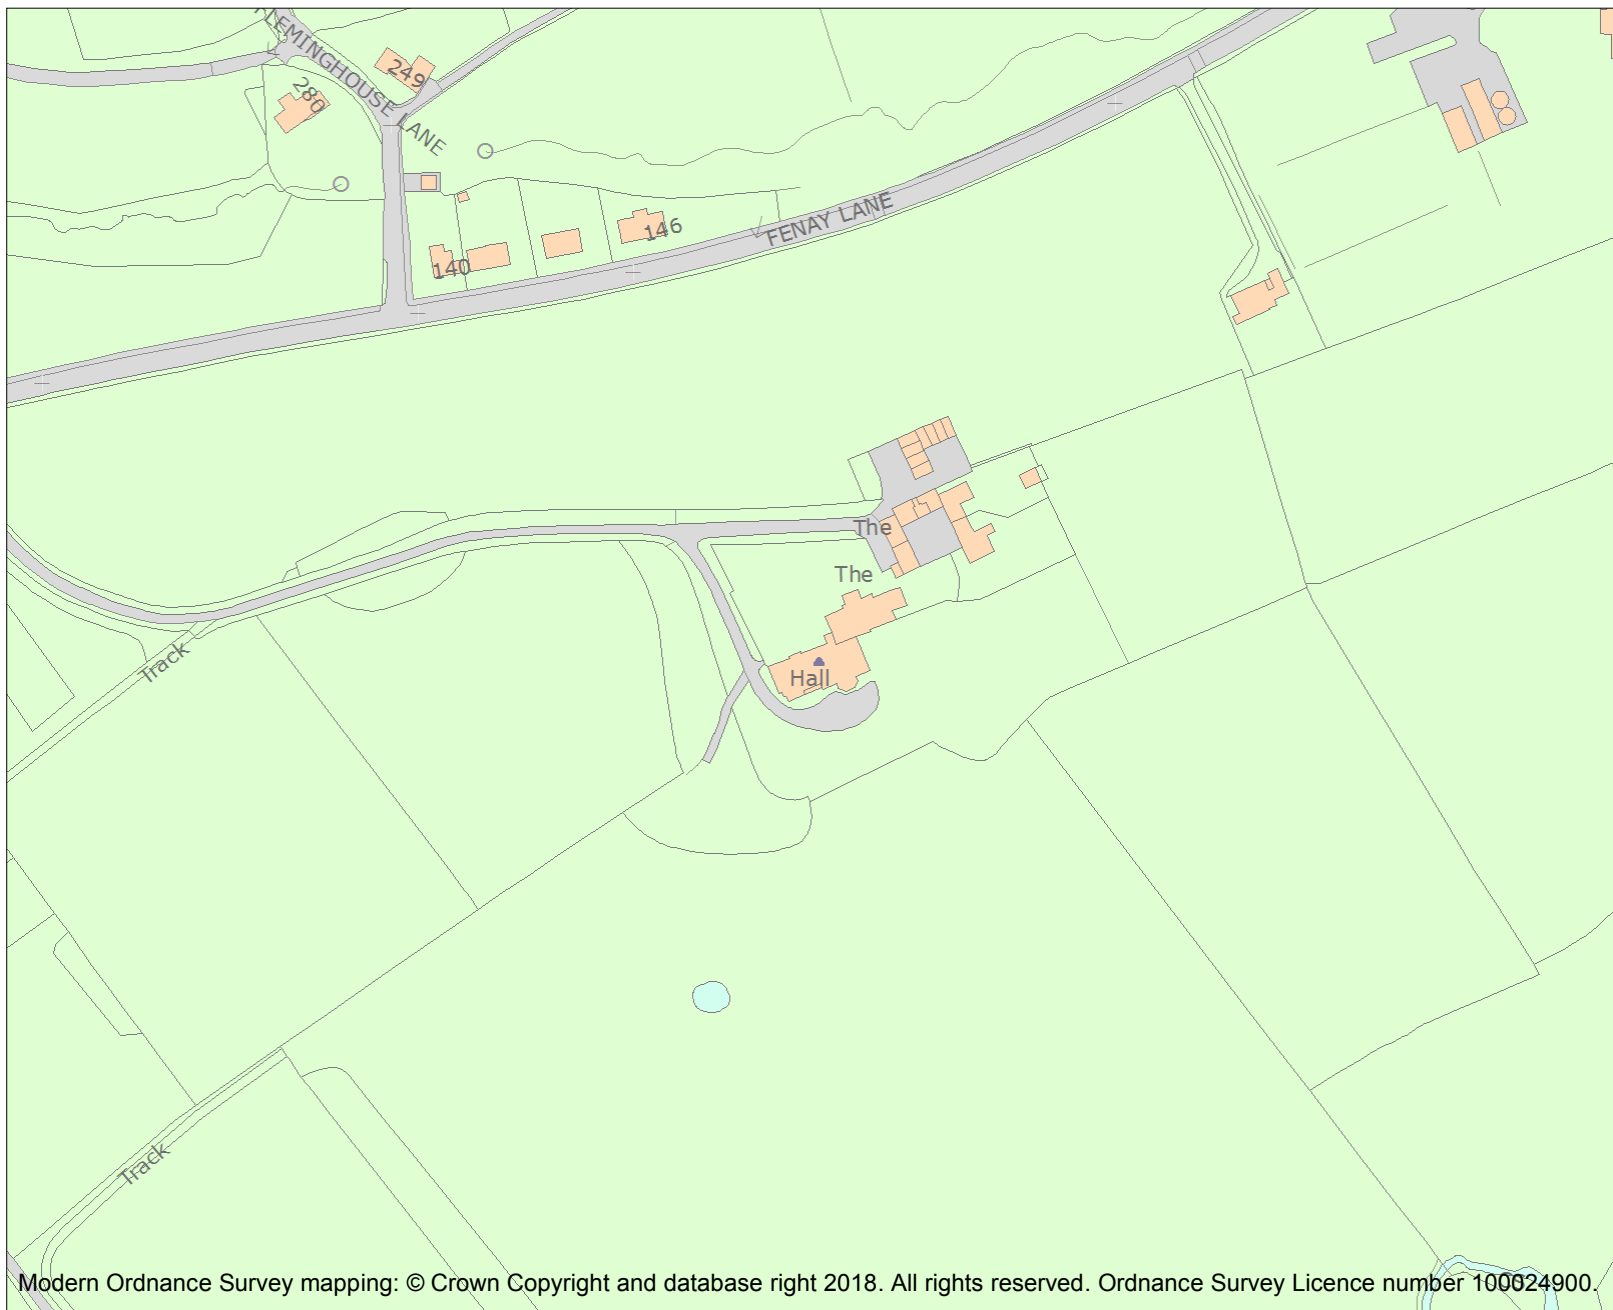 FLEMINGHOUSE LANE
249
280
146
FENAY LANE
140
The
The
Hall
Track
Track
Modern Ordnance Survey mapping: © Crown Copyright and database right 2018. All rights reserved. Ordnance Survey Licence number 100024900.